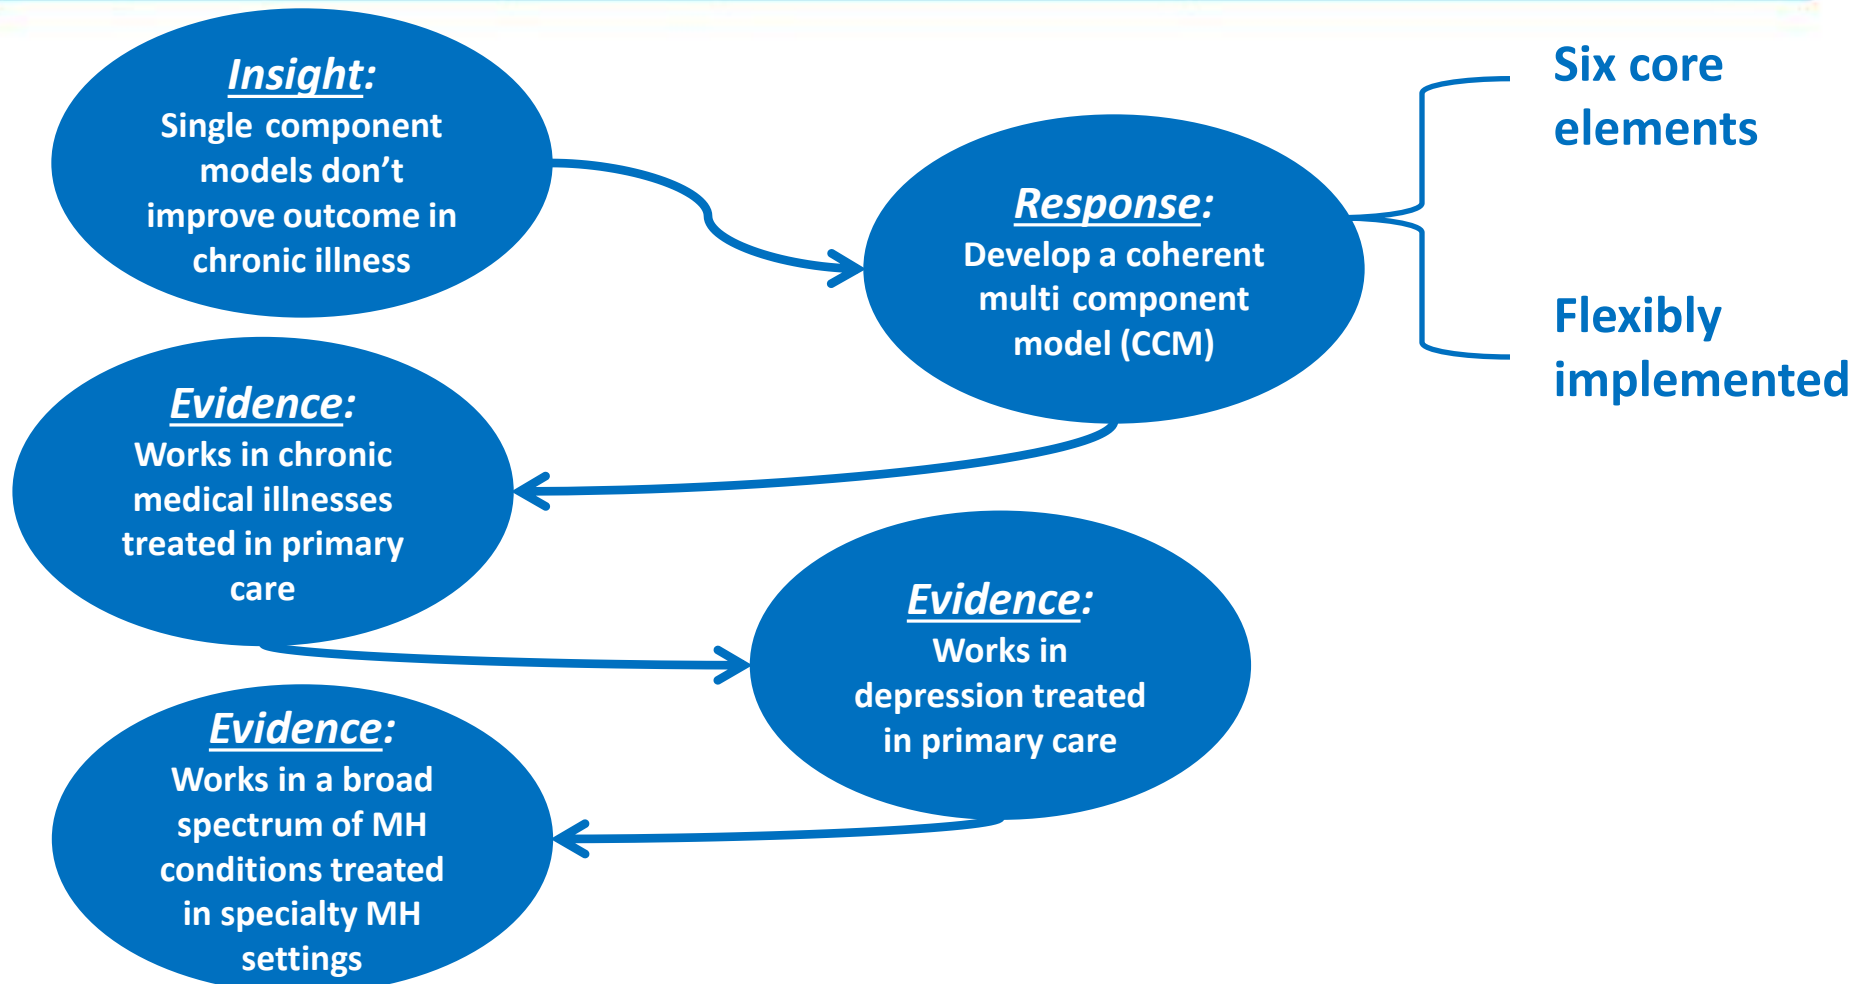 Insight:
Single component
models don’t
improve outcome in
chronic illness
Response:
Develop a coherent
multi component
model (CCM)
Six core
elements
Flexibly
implemented
Evidence:
Works in chronic
medical illnesses
treated in primary
care
Evidence:
Works in
depression treated
in primary care
Evidence:
Works in a broad
spectrum of MH
conditions treated
in specialty MH
settings